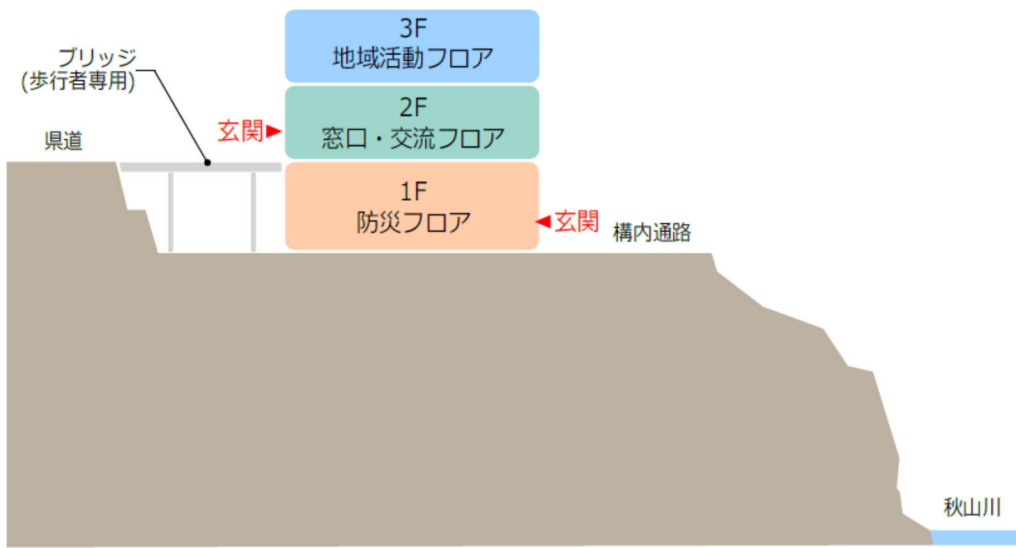 3F
地域活動フロア
ブリッジ
(歩行者専用)
2F
窓口・交流フロア
玄関
県道
1F
防災フロア
玄関
構内通路
秋山川